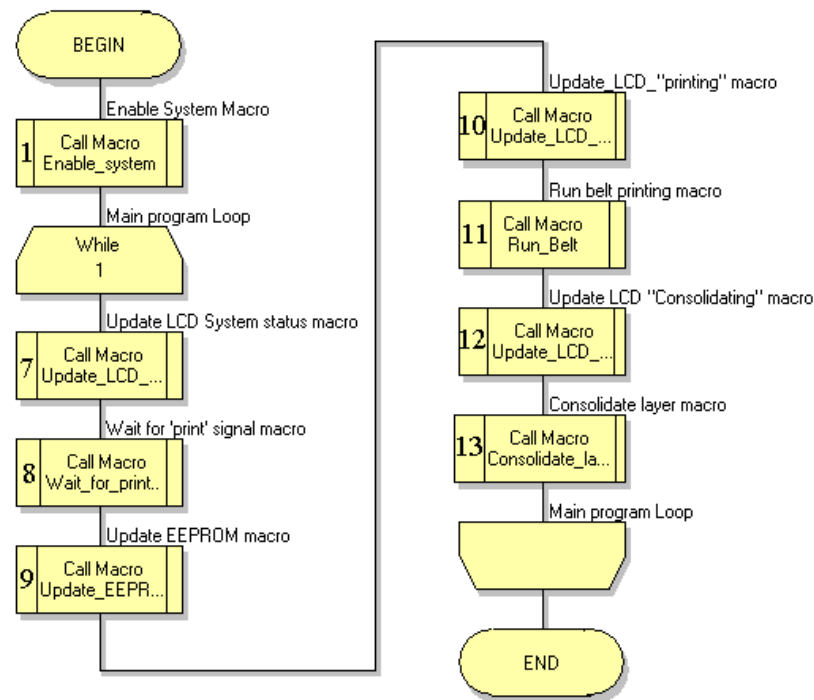 BEGIN
Enable System Macro
1
Call Macro
Enable_system
Main program Loop
While
1
Update LCD System status macro
7
Call Macro
Update_LCD_...
Wait for 'print' signal macro
8
Call Macro
Wait_for_print..
Update EEPROM macro
9
Call Macro
Update_EEPR...
Update_LCD_"printing" macro
10
Call Macro
Update_LCD_...
Run belt printing macro
11
Call Macro
Run_Belt
Update LCD "Consolidating" macro
12
Call Macro
Update_LCD_...
Consolidate layer macro
13
Call Macro
Consolidate_la...
Main program Loop
END